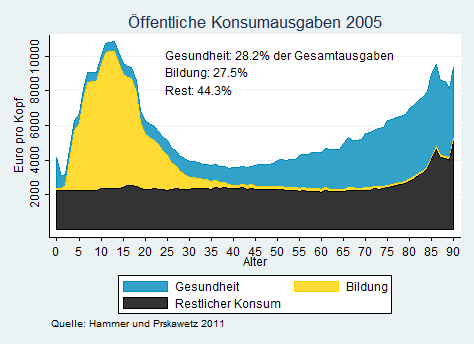 Öffentliche Konsumausgaben 2005
Gesundheit: 28.2% der Gesamtausgaben
Bildung: 27.5%
Rest: 44.3%
Euro pro Kopf
10000
8000
6000
4000
2000
0 5 10 15 20 25 30 35 40 45 50 55 60 65 70 75 80 85 90
Alter
Gesundheit Bildung
Restlicher Konsum
Quelle: Hammer und Prskawetz 2011